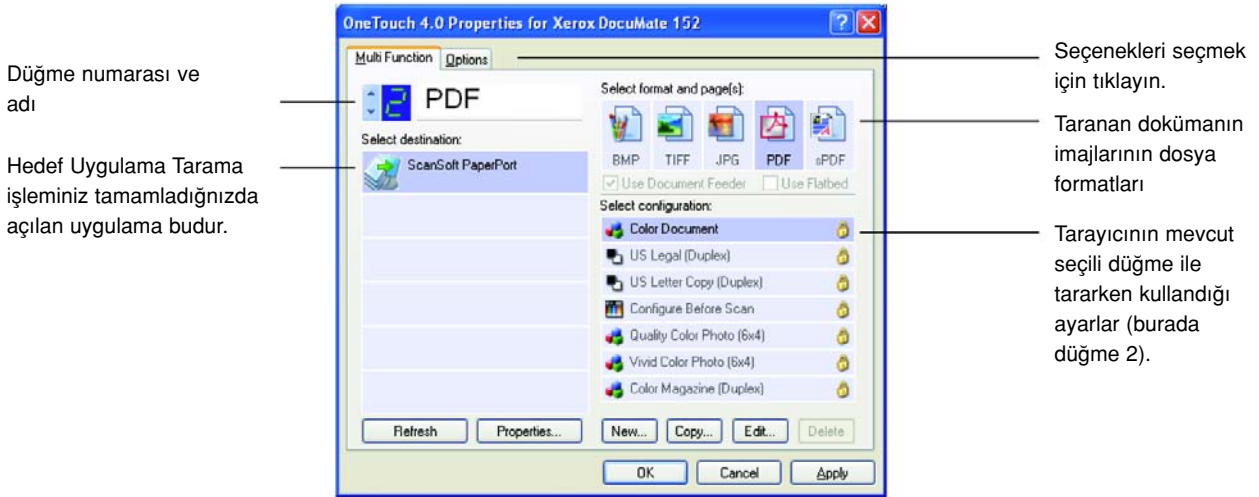 Düğme numarası ve
adı
Hedef Uygulama Tarama
işleminiz tamamladığnızda
açılan uygulama budur.
OneTouch 4.0 Properties for Xerox DocuMate 152
Multi Function
Options
2
PDF
Select destination:
ScanSoft PaperPort
Refresh
Properties...
Select format and page(s):
BMP TIFF JPG PDF sPDF
Use Document Feeder
Use Flatbed
Select configuration:
Color Document
US Legal (Duplex)
US Letter Copy (Duplex)
Configure Before Scan
Quality Color Photo (6x4)
Vivid Color Photo (6x4)
Color Magazine (Duplex)
New... Copy... Edit... Delete
OK Cancel Apply
Seçenekleri seçmek
için tıklayın.
Taranan dokümanın
imajlarının dosya
formatları
Tarayıcının mevcut
seçili düğme ile
tararken kullandığı
ayarlar (burada
düğme 2).